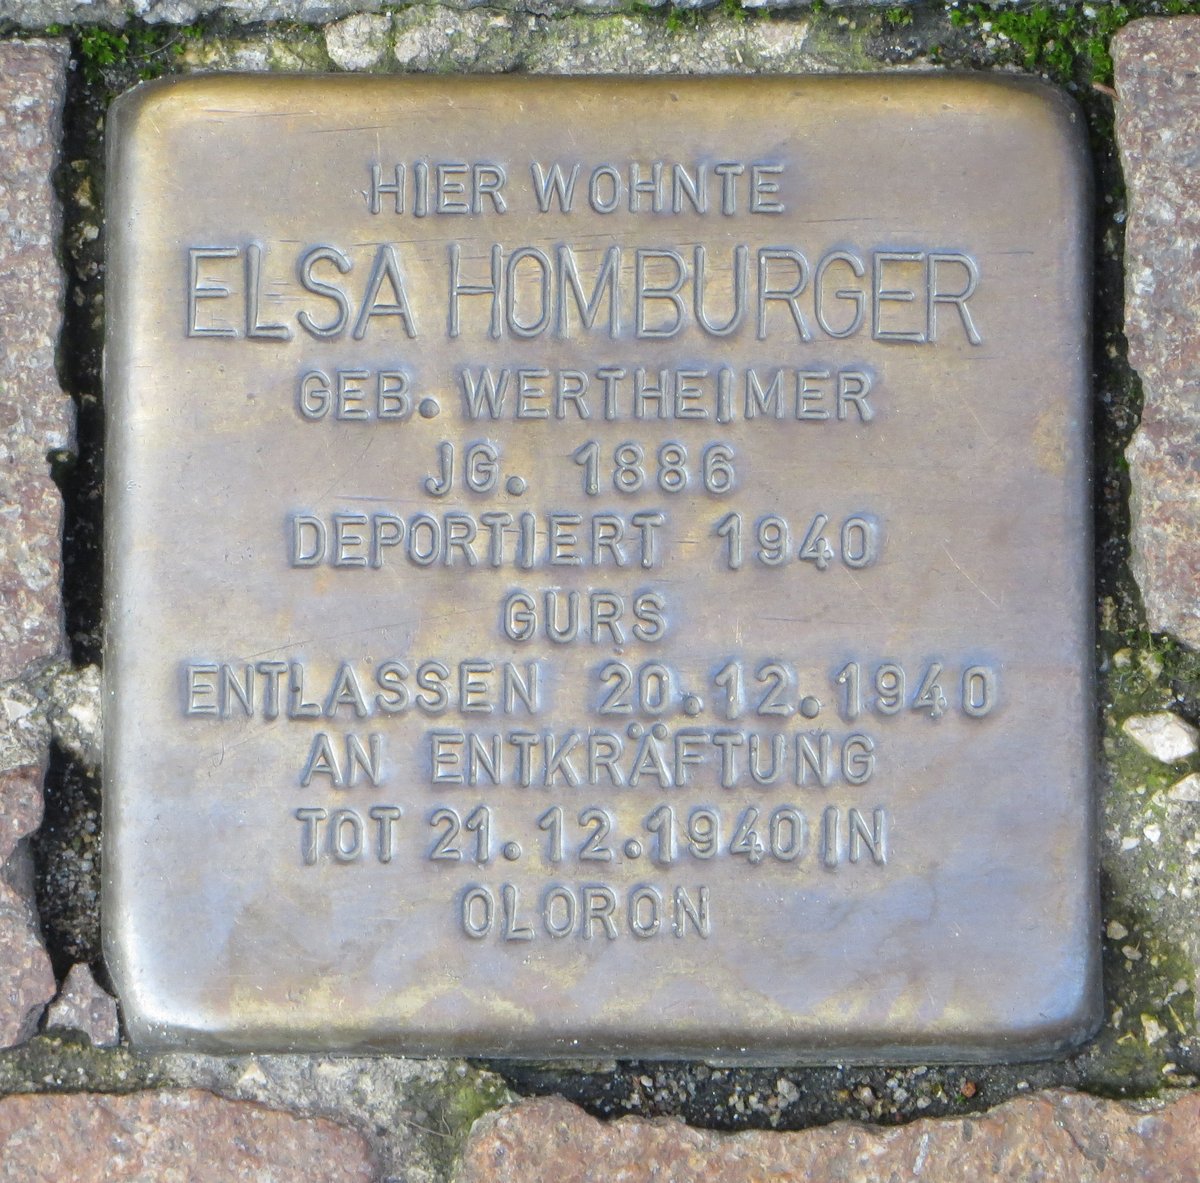 HIER WOHNTE
ELSA HOMBURGER
GEB. WERTHEIMER
JG. 1886
DEPORTIERT 1940
GURS
ENTLASSEN 20.12.1940
AN ENTKRÄFTUNG
TOT 21.12.1940 IN
OLORON